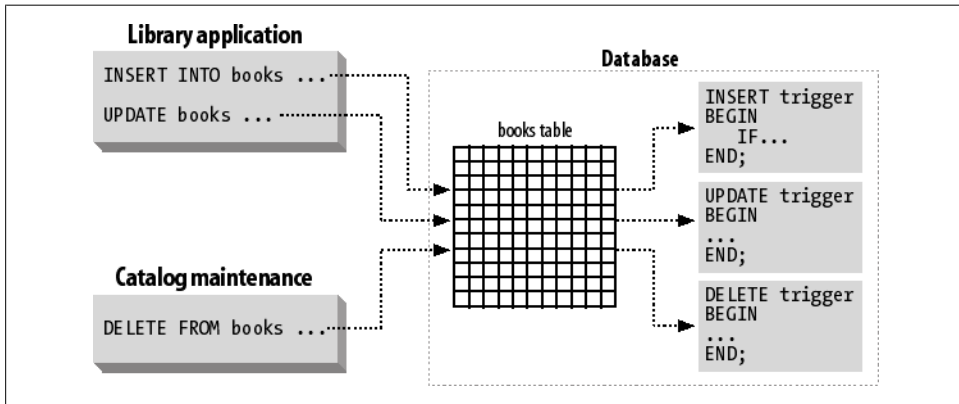 Library application
INSERT INTO books ...
UPDATE books ...
Catalog maintenance
DELETE FROM books ...
Database
books table
INSERT trigger
BEGIN
IF...
END;
UPDATE trigger
BEGIN
...
END;
DELETE trigger
BEGIN
...
END;